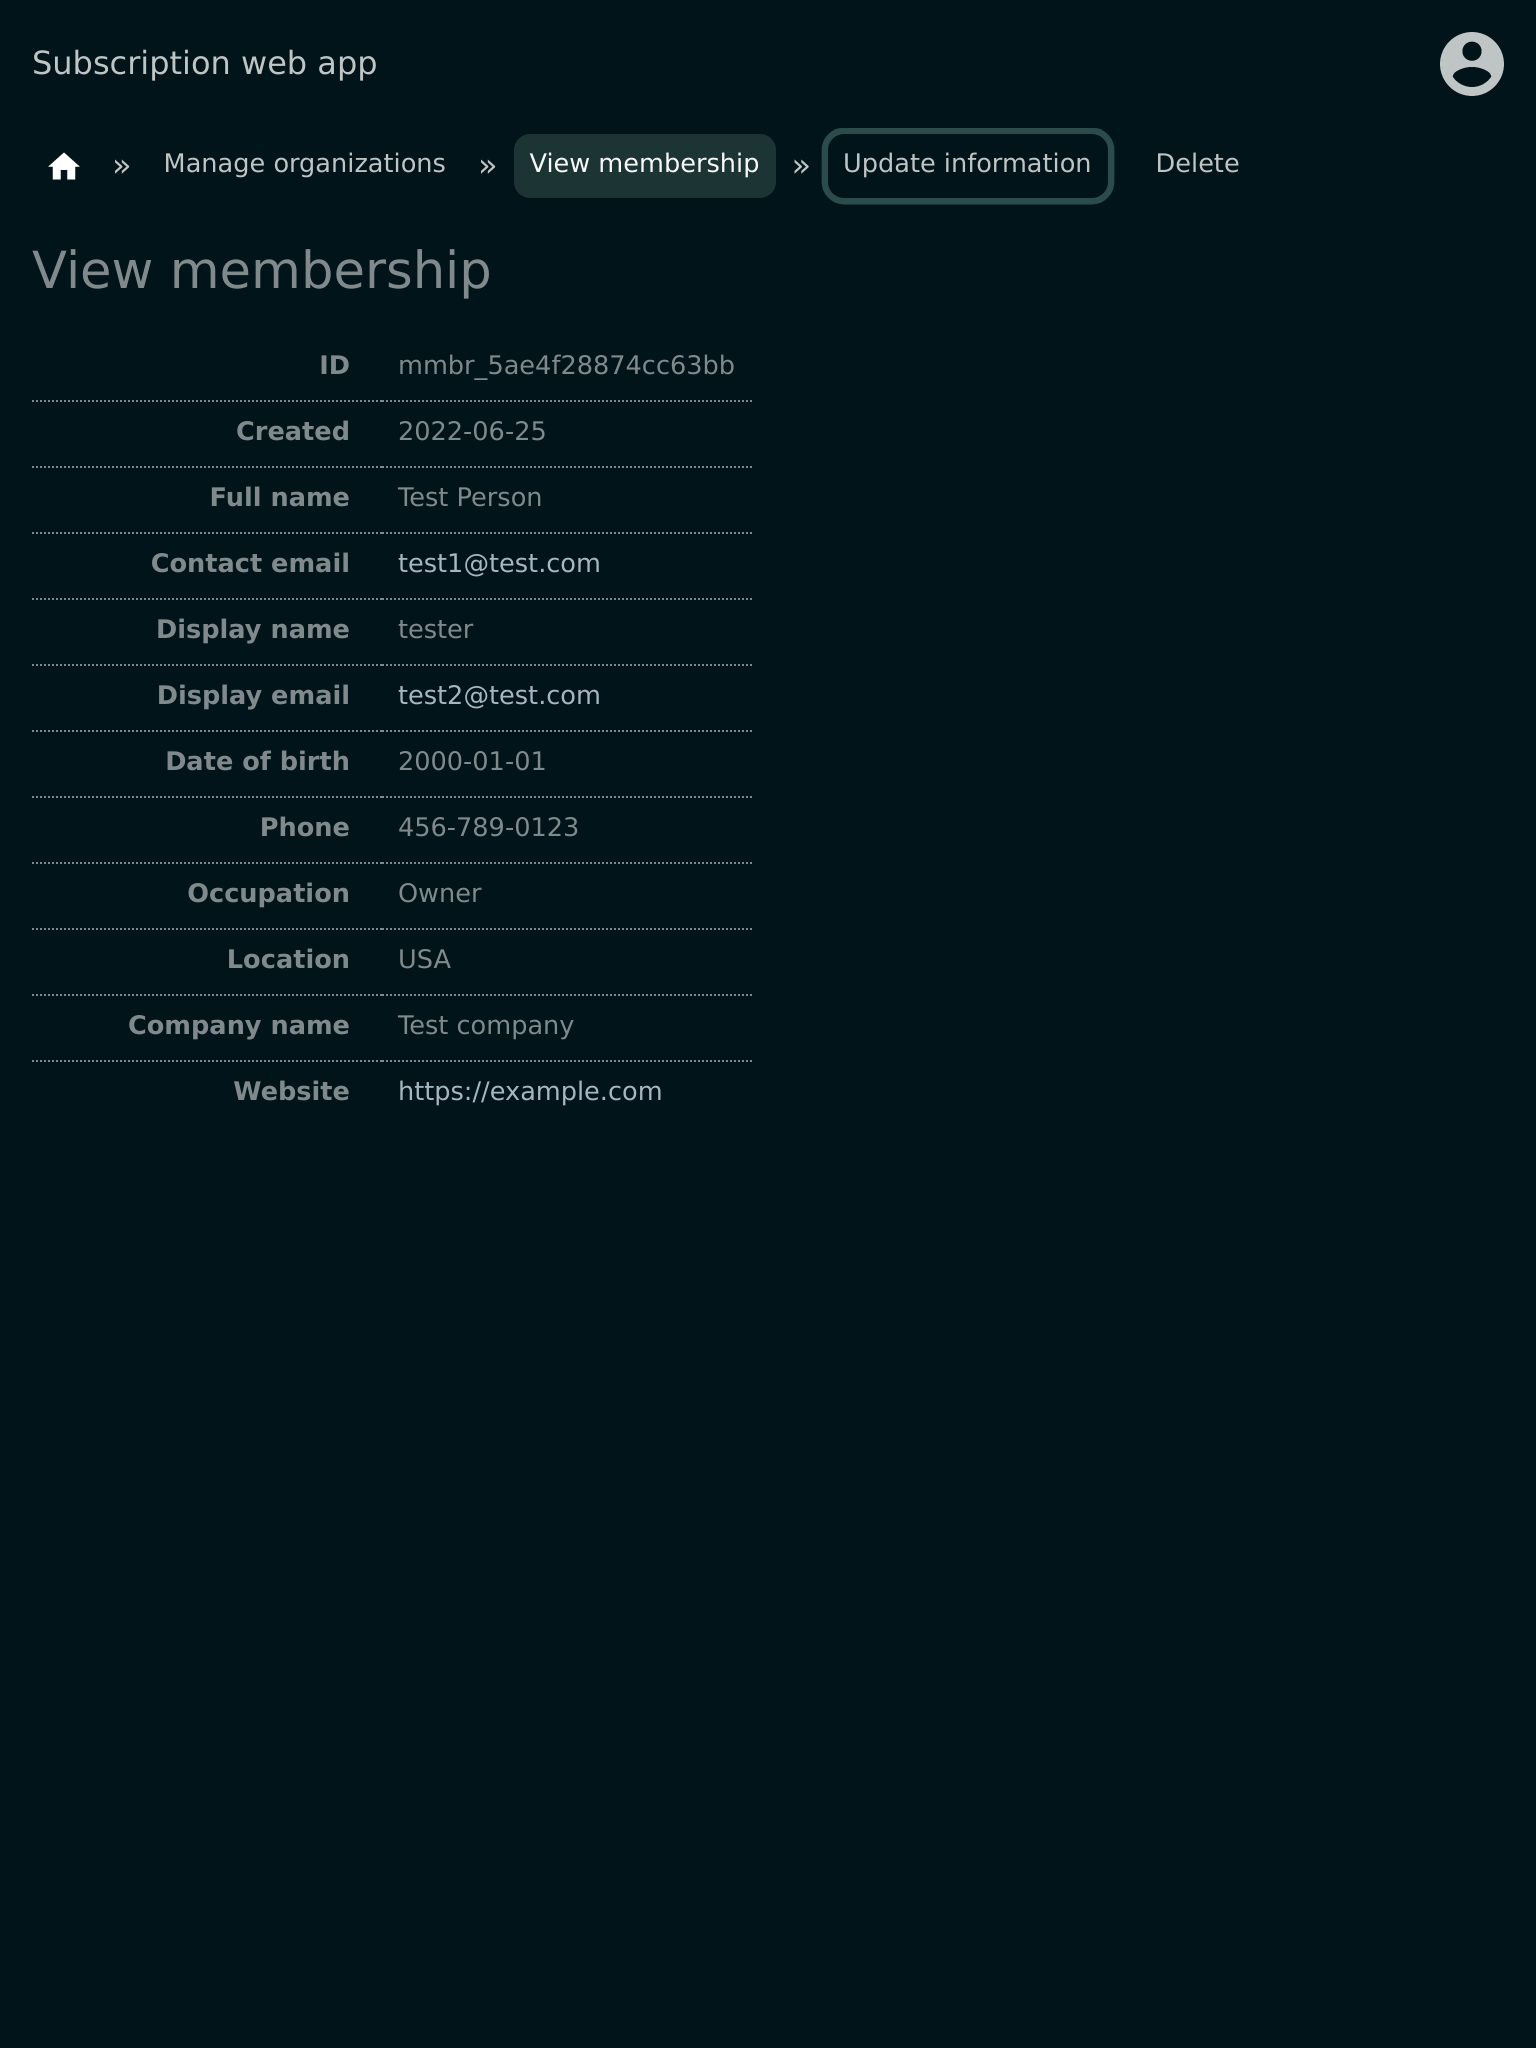 Subscription web app
» Manage organizations » View membership » Update information Delete
View membership
ID mmbr_5ae4f28874cc63bb
Created 2022-06-25
Full name Test Person
Contact email test1@test.com
Display name tester
Display email test2@test.com
Date of birth 2000-01-01
Phone 456-789-0123
Occupation Owner
Location USA
Company name Test company
Website https://example.com